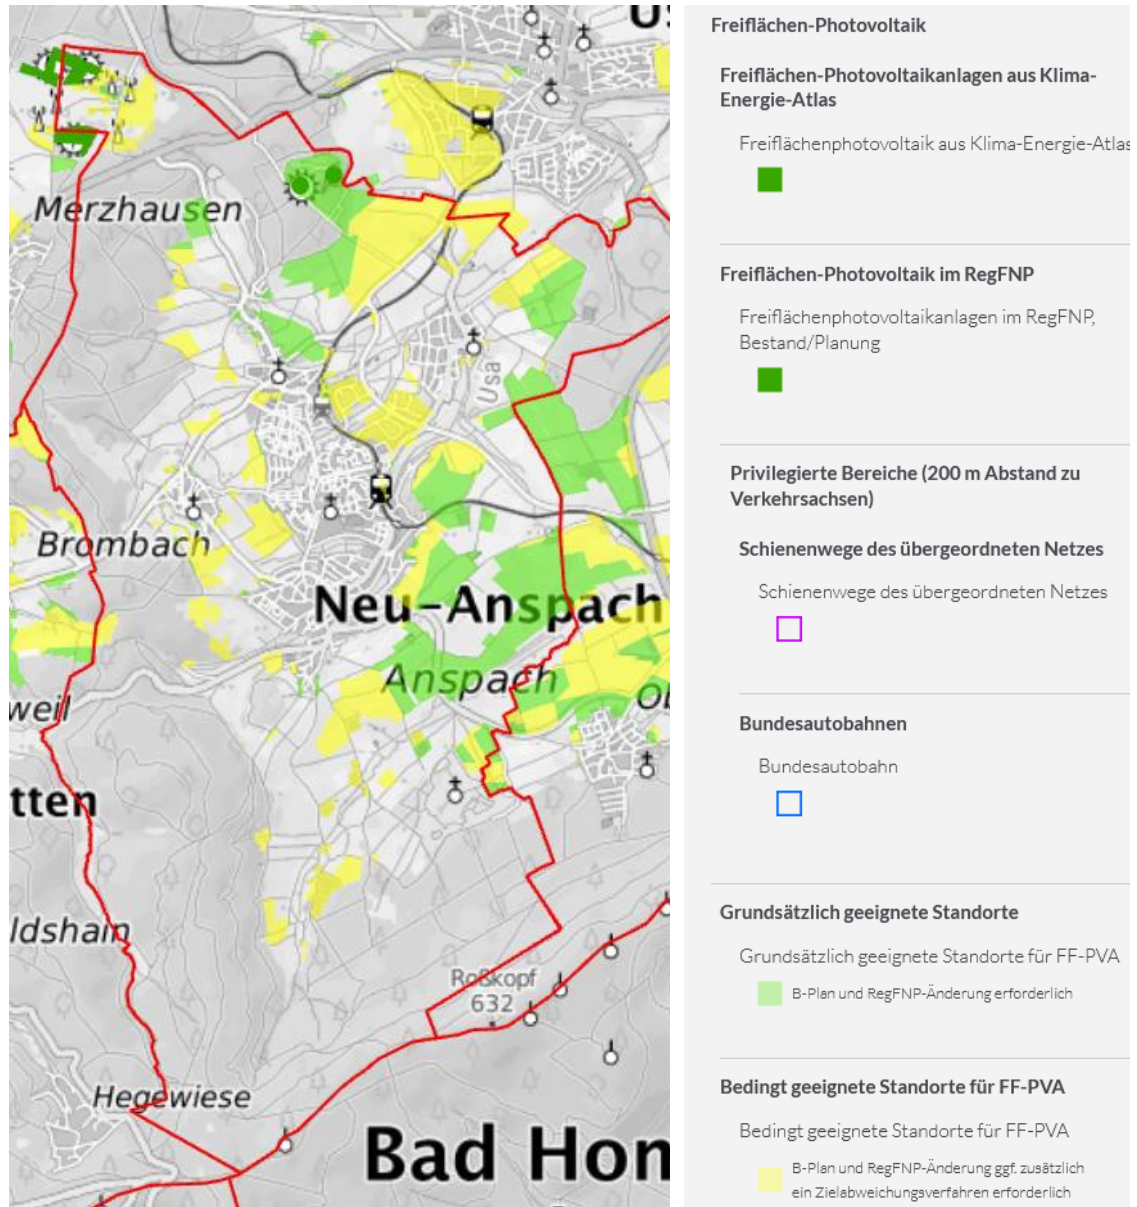 Us
Merzhausen
Usa
Brombach
Neu-Anspach
Anspach
Ob
weil
tten
ldshain
Roßkopf
632
Hegewiese
Bad Hom
Freiflächen-Photovoltaik
Freiflächen-Photovoltaikanlagen aus Klima-
Energie-Atlas
Freiflächenphotovoltaik aus Klima-Energie-Atlas
Freiflächen-Photovoltaik im RegFNP
Freiflächenphotovoltaikanlagen im RegFNP,
Bestand/Planung
Privilegierte Bereiche (200 m Abstand zu
Verkehrsachsen)
Schienenwege des übergeordneten Netzes
Schienenwege des übergeordneten Netzes
Bundesautobahnen
Bundesautobahn
Grundsätzlich geeignete Standorte
Grundsätzlich geeignete Standorte für FF-PVA
B-Plan und RegFNP-Änderung erforderlich
Bedingt geeignete Standorte für FF-PVA
Bedingt geeignete Standorte für FF-PVA
B-Plan und RegFNP-Änderung ggf. zusätzlich
ein Zielabweichungsverfahren erforderlich